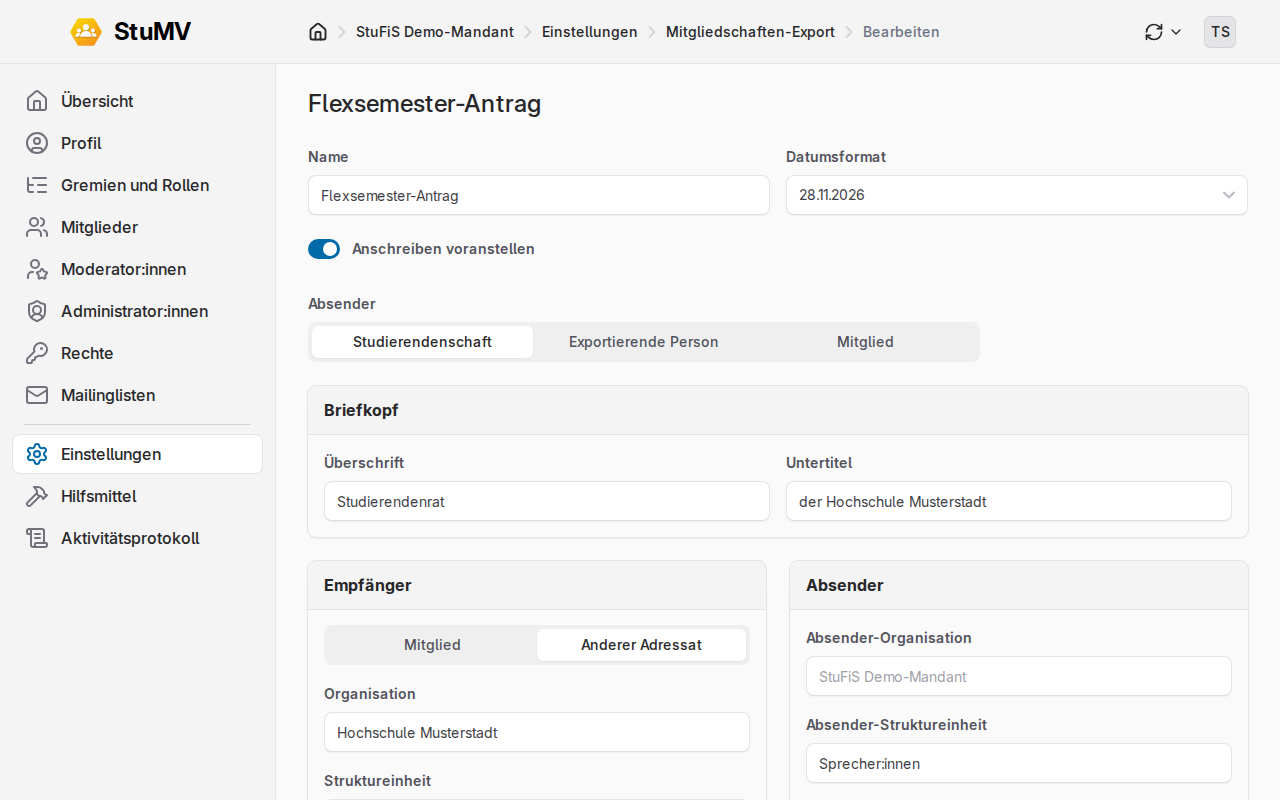 StuMV
StuFiS Demo-Mandant
Einstellungen
Mitgliedschaften-Export
Bearbeiten
TS
Übersicht
Profil
Gremien und Rollen
Mitglieder
Moderator:innen
Administrator:innen
Rechte
Mailinglisten
Einstellungen
Hilfsmittel
Aktivitätsprotokoll
Flexsemester-Antrag
Name
Datumsformat
Flexsemester-Antrag
28.11.2026
Anschreiben voranstellen
Absender
Studierendenschaft
Exportierende Person
Mitglied
Briefkopf
Überschrift
Untertitel
Studierendenrat
der Hochschule Musterstadt
Empfänger
Mitglied
Anderer Adressat
Organisation
Hochschule Musterstadt
Struktureinheit
Absender
Absender-Organisation
StuFiS Demo-Mandant
Absender-Struktureinheit
Sprecher:innen